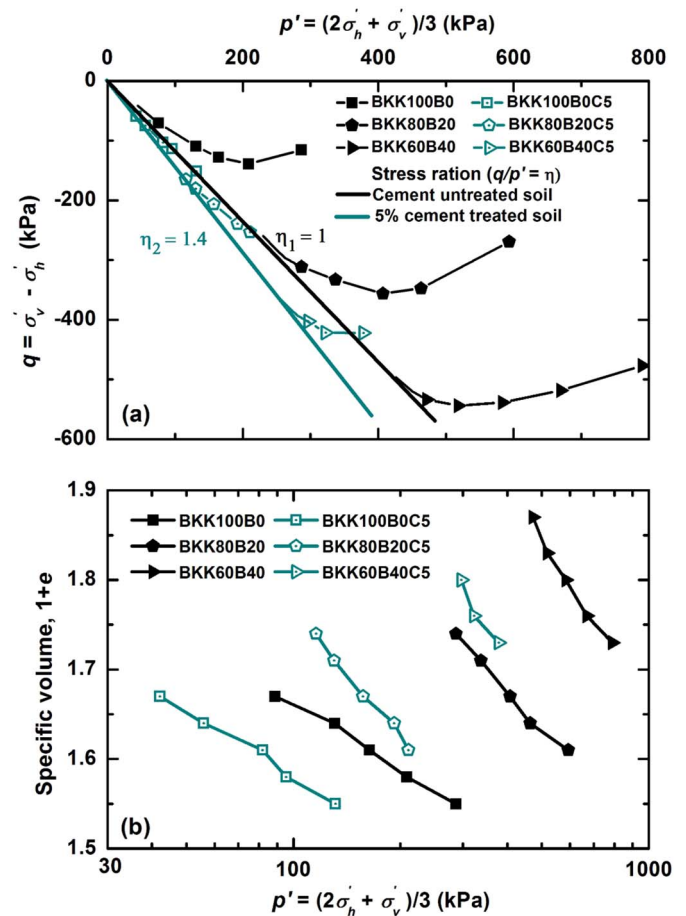 p' = (2σ'h + σ'v)/3 (kPa)
0 200 400 600 800
0
-200
-400
-600
q = σ'v - σ'h (kPa)
BKK100B0 BKK100B0C5
BKK80B20 BKK80B20C5
BKK60B40 BKK60B40C5
Stress ration (q/p' = η)
Cement untreated soil
5% cement treated soil
η2 = 1.4
η1 = 1
(a)
1.9
1.8
1.7
1.6
1.5
Specific volume, 1+e
BKK100B0 BKK100B0C5
BKK80B20 BKK80B20C5
BKK60B40 BKK60B40C5
(b)
30 100 1000
p' = (2σ'h + σ'v)/3 (kPa)